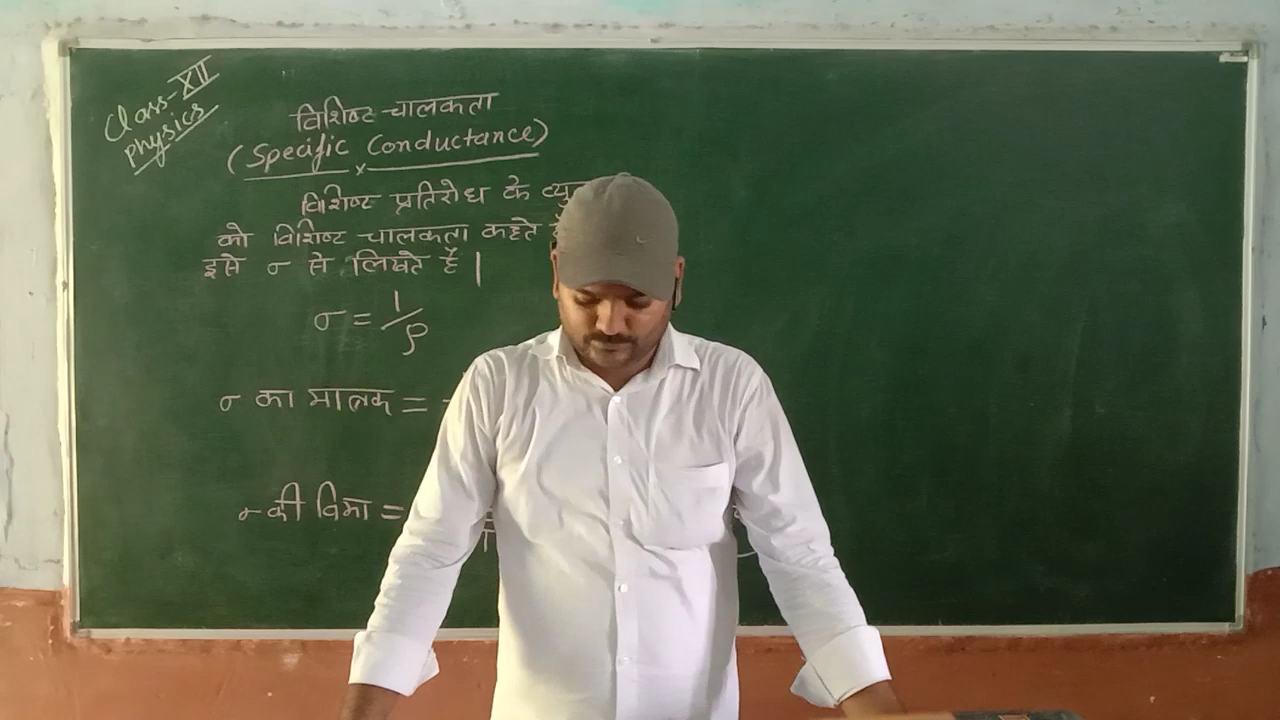 Class-XII
Physics
विशिष्ट चालकता
(Specific Conductance)
विशिष्ट प्रतिरोध के
को विशिष्ट चालकता कहते
इसे σ से लिखते हैं |
σ = 1/ρ
σ का मात्रक =
σ की विमा =